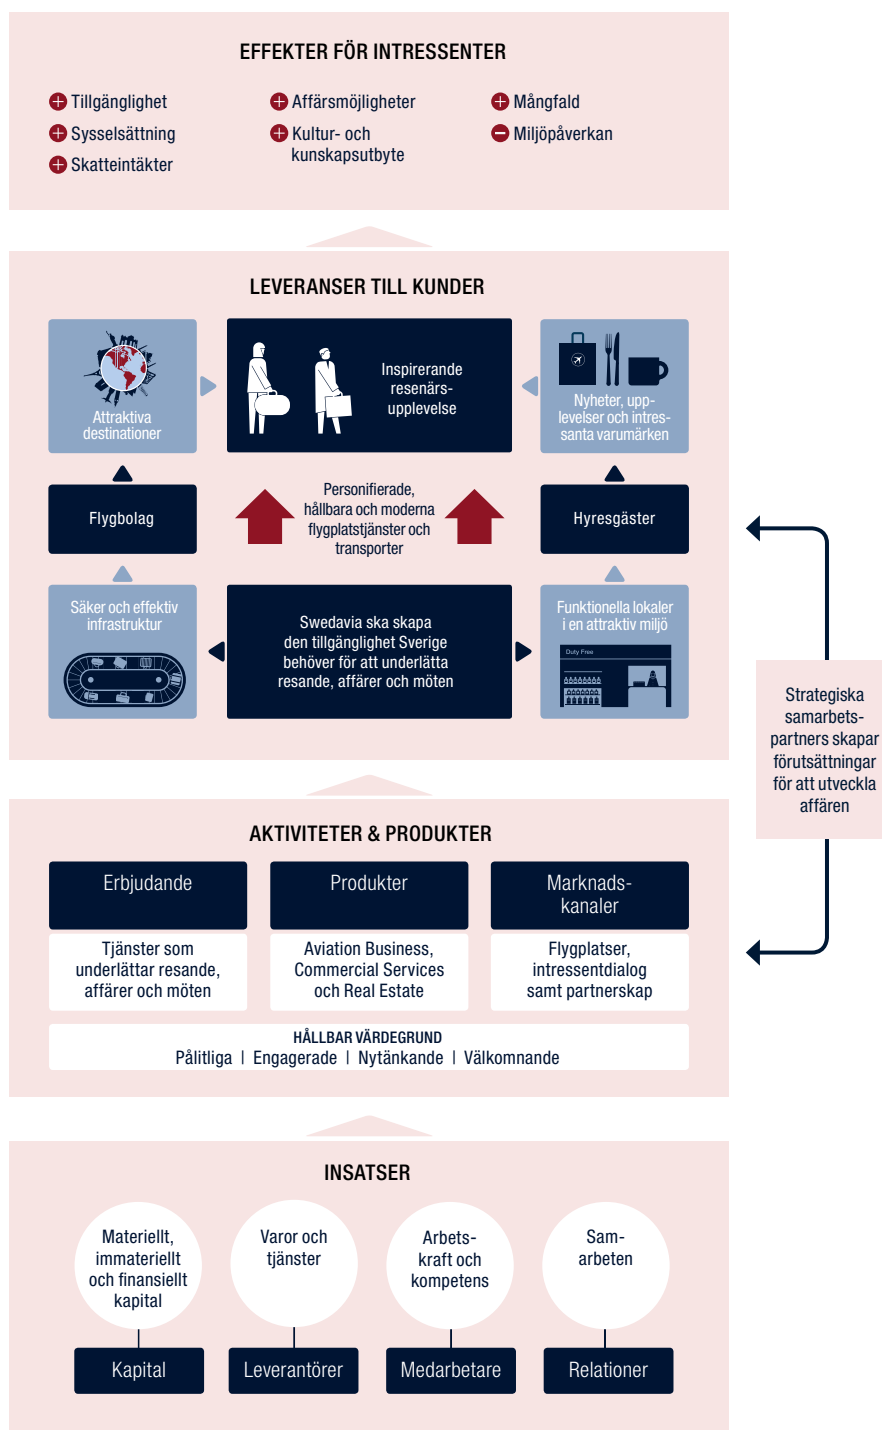 EFFEKTER FÖR INTRESSENTER
Tillgänglighet
Sysselsättning
Skatteintäkter
Affärsmöjligheter
Kultur- och
kunskapsutbyte
Mångfald
Miljöpåverkan
LEVERANSER TILL KUNDER
Attraktiva
destinationer
Inspirerande
resenärs-
upplevelse
Nyheter, upp-
levelser och intres-
santa varumärken
Flygbolag
Personifierade,
hållbara och moderna
flygplatstjänster och
transporter
Hyresgäster
Säker och effektiv
infrastruktur
Swedavia ska skapa
den tillgänglighet Sverige
behöver för att underlätta
resande, affärer och möten
Funktionella lokaler
i en attraktiv miljö
Duty Free
Strategiska
samarbets-
partners skapar
förutsättningar
för att utveckla
affären
AKTIVITETER & PRODUKTER
Erbjudande
Tjänster som
underlättar resande,
affärer och möten
Produkter
Aviation Business,
Commercial Services
och Real Estate
Marknads-
kanaler
Flygplatser,
intressentdialog
samt partnerskap
HÅLLBAR VÄRDEGRUND
Pålitliga | Engagerade | Nytänkande | Välkomnande
INSATSER
Materiellt,
immateriellt
och finansiellt
kapital
Kapital
Varor och
tjänster
Leverantörer
Arbets-
kraft och
kompetens
Medarbetare
Sam-
arbeten
Relationer